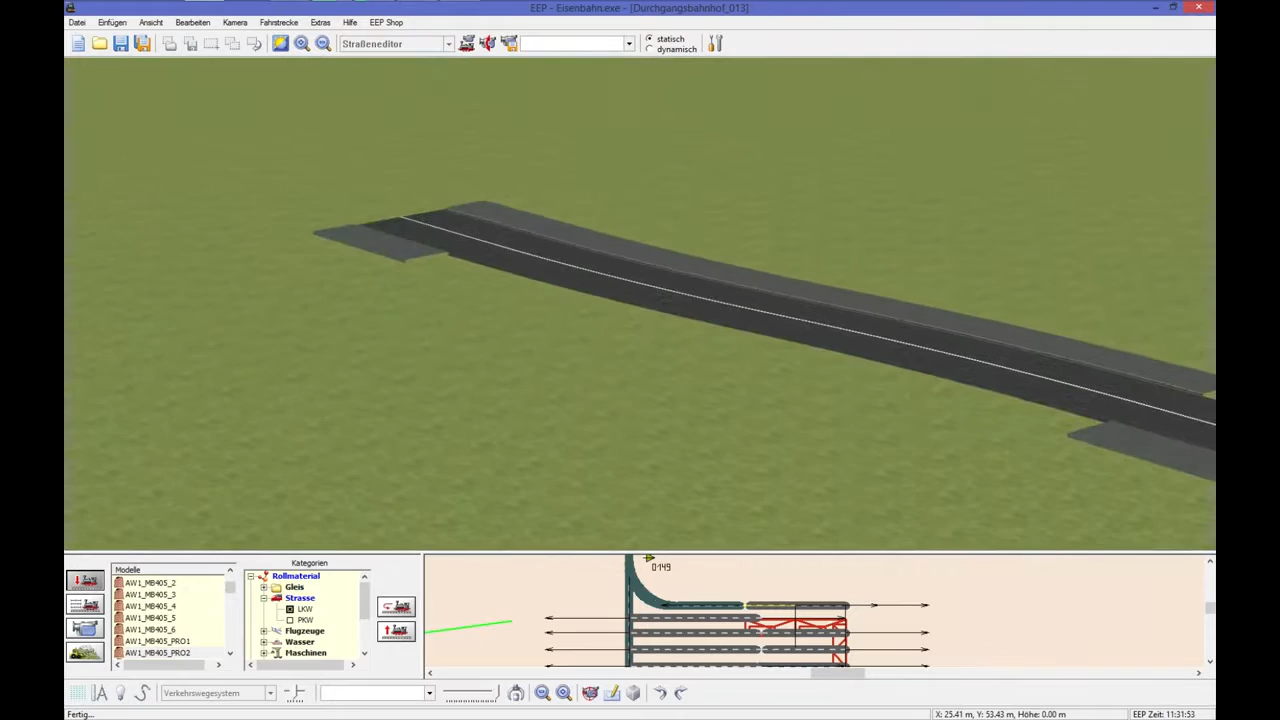 EEP - Eisenbahn.exe - [Durchgangsbahnhof_013]
Datei Einfügen Ansicht Bearbeiten Kamera Fahrstrecke Extras Hilfe EEP Shop
Straßeneditor
statisch
dynamisch
Modelle
AW1_MB405_2
AW1_MB405_3
AW1_MB405_4
AW1_MB405_5
AW1_MB405_6
AW1_MB405_PRO1
AW1_MB405_PRO2
Kategorien
Rollmaterial
Gleis
Strasse
LKW
PKW
Flugzeuge
Wasser
Maschinen
0149
Verkehrswegesystem
Fertig...
X: 25.41 m, Y: 53.43 m, Höhe: 0.00 m
EEP Zeit: 11:31:53